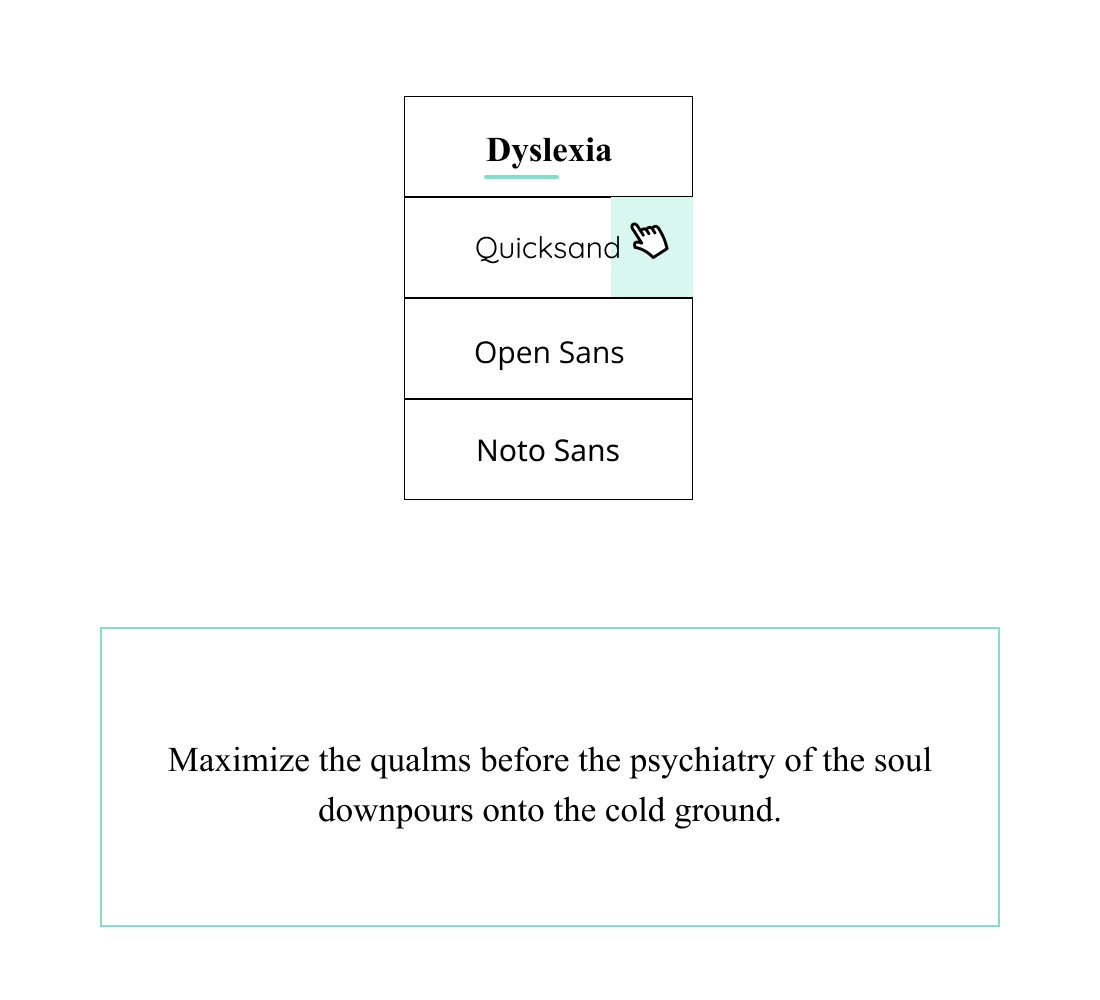 Dyslexia
Quicksand
Open Sans
Noto Sans
Maximize the qualms before the psychiatry of the soul
downpours onto the cold ground.